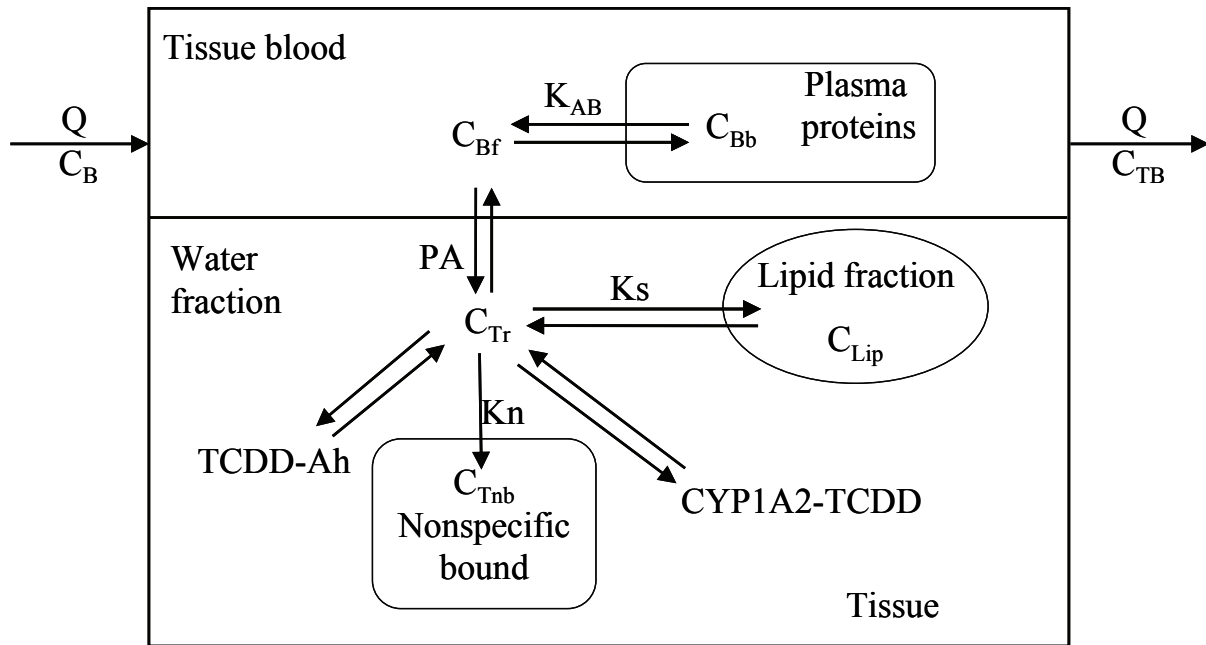 Tissue blood
Plasma
proteins
K_AB
C_Bf
C_Bb
Q
C_B
Q
C_TB
Water
fraction
PA
Ks
Lipid fraction
C_Lip
C_Tr
Kn
TCDD-Ah
C_Tnb
Nonspecific
bound
CYP1A2-TCDD
Tissue